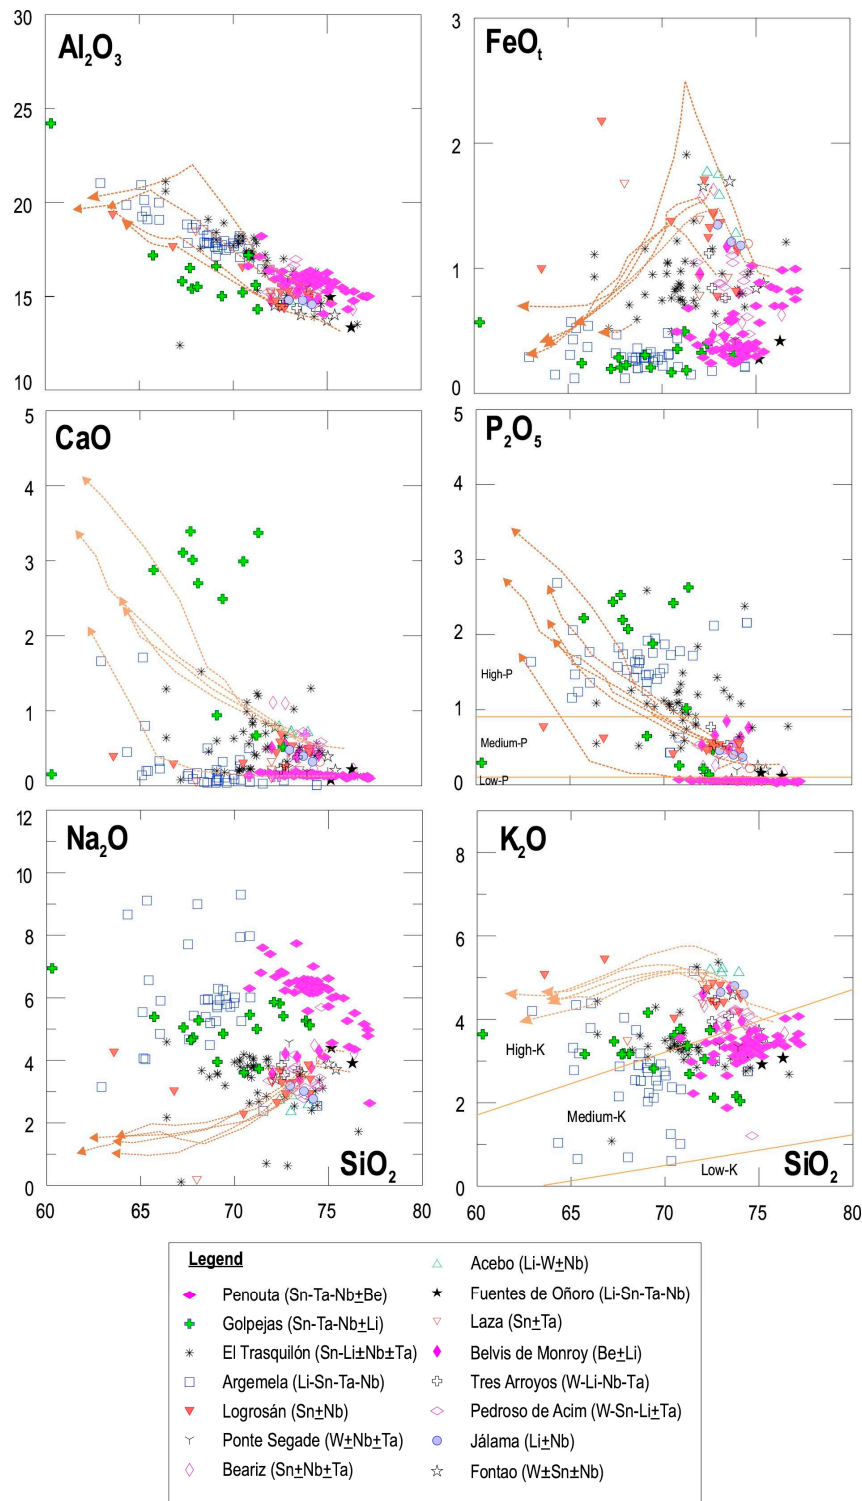 30
25
20
15
10
Al₂O₃
3
2
1
0
FeOₜ
5
4
3
2
1
0
CaO
5
4
3
2
1
0
P₂O₅
High-P
Medium-P
Low-P
12
10
8
6
4
2
0
Na₂O
SiO₂
60 65 70 75 80
8
6
4
2
0
K₂O
High-K
Medium-K
Low-K
SiO₂
60 65 70 75 80
Legend
Penouta (Sn-Ta-Nb±Be)
Golpejas (Sn-Ta-Nb±Li)
El Trasquilón (Sn-Li±Nb±Ta)
Argemela (Li-Sn-Ta-Nb)
Logrosán (Sn±Nb)
Ponte Segade (W±Nb±Ta)
Beariz (Sn±Nb±Ta)
Acebo (Li-W±Nb)
Fuentes de Oñoro (Li-Sn-Ta-Nb)
Laza (Sn±Ta)
Belvis de Monroy (Be±Li)
Tres Arroyos (W-Li-Nb-Ta)
Pedroso de Acim (W-Sn-Li±Ta)
Jálama (Li±Nb)
Fontao (W±Sn±Nb)